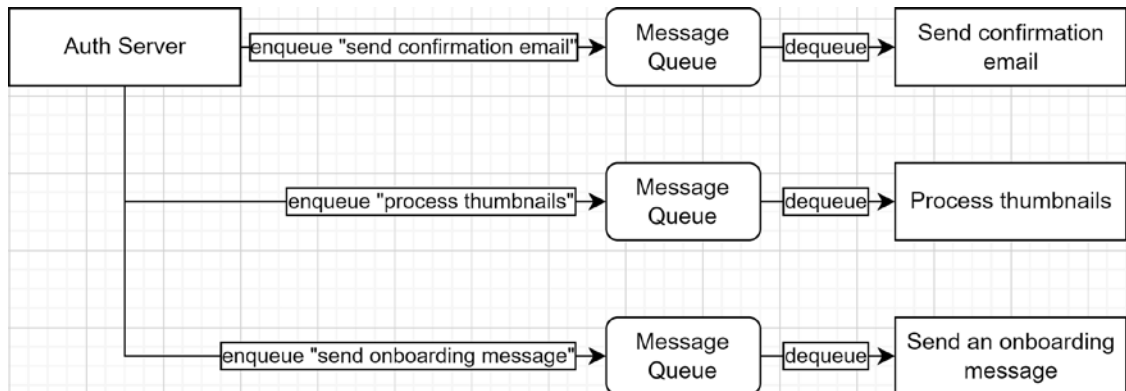 Auth Server
enqueue "send confirmation email"
Message
Queue
dequeue
Send confirmation
email
enqueue "process thumbnails"
Message
Queue
dequeue
Process thumbnails
enqueue "send onboarding message"
Message
Queue
dequeue
Send an onboarding
message